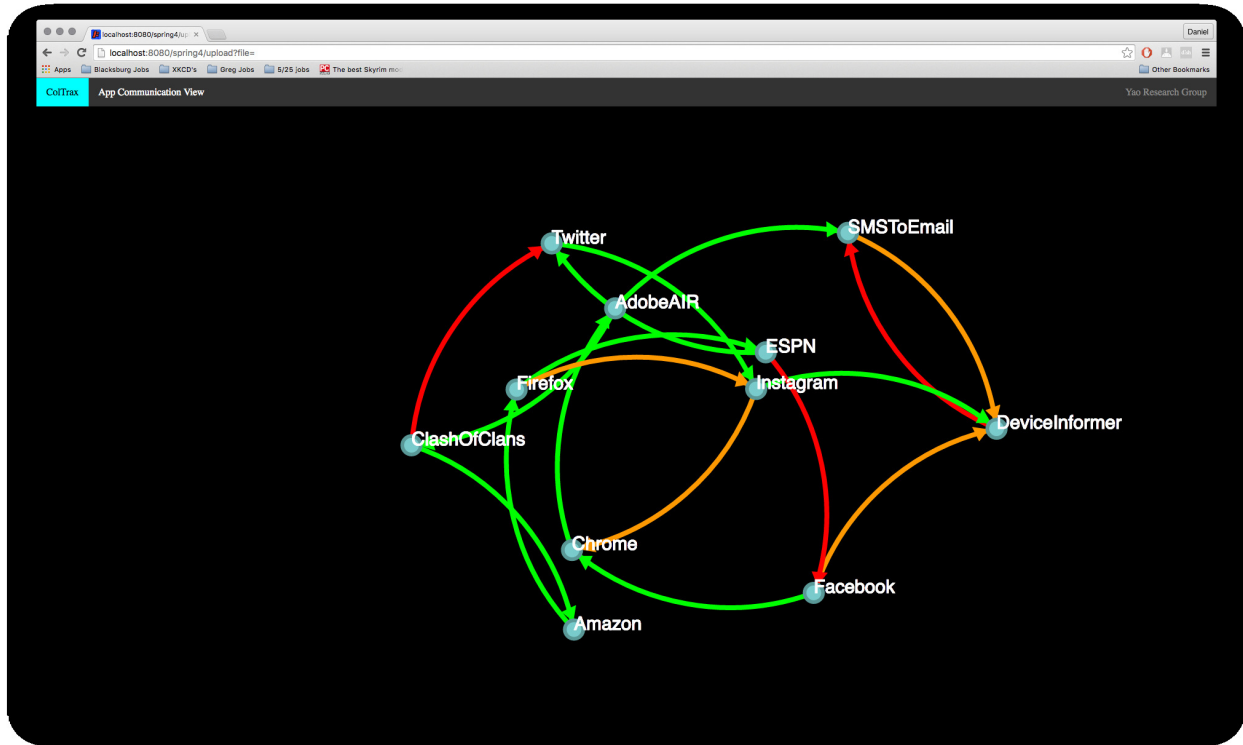 localhost:8080/spring4/upl
Daniel
localhost:8080/spring4/upload?file=
Apps Blacksburg Jobs XKCD's Greg Jobs 5/25 jobs The best Skyrim mo
Other Bookmarks
ColTrax App Communication View
Yao Research Group
SMSToEmail
Twitter
AdobeAIR
ESPN
Firefox
Instagram
DeviceInformer
ClashOfClans
Chrome
Facebook
Amazon